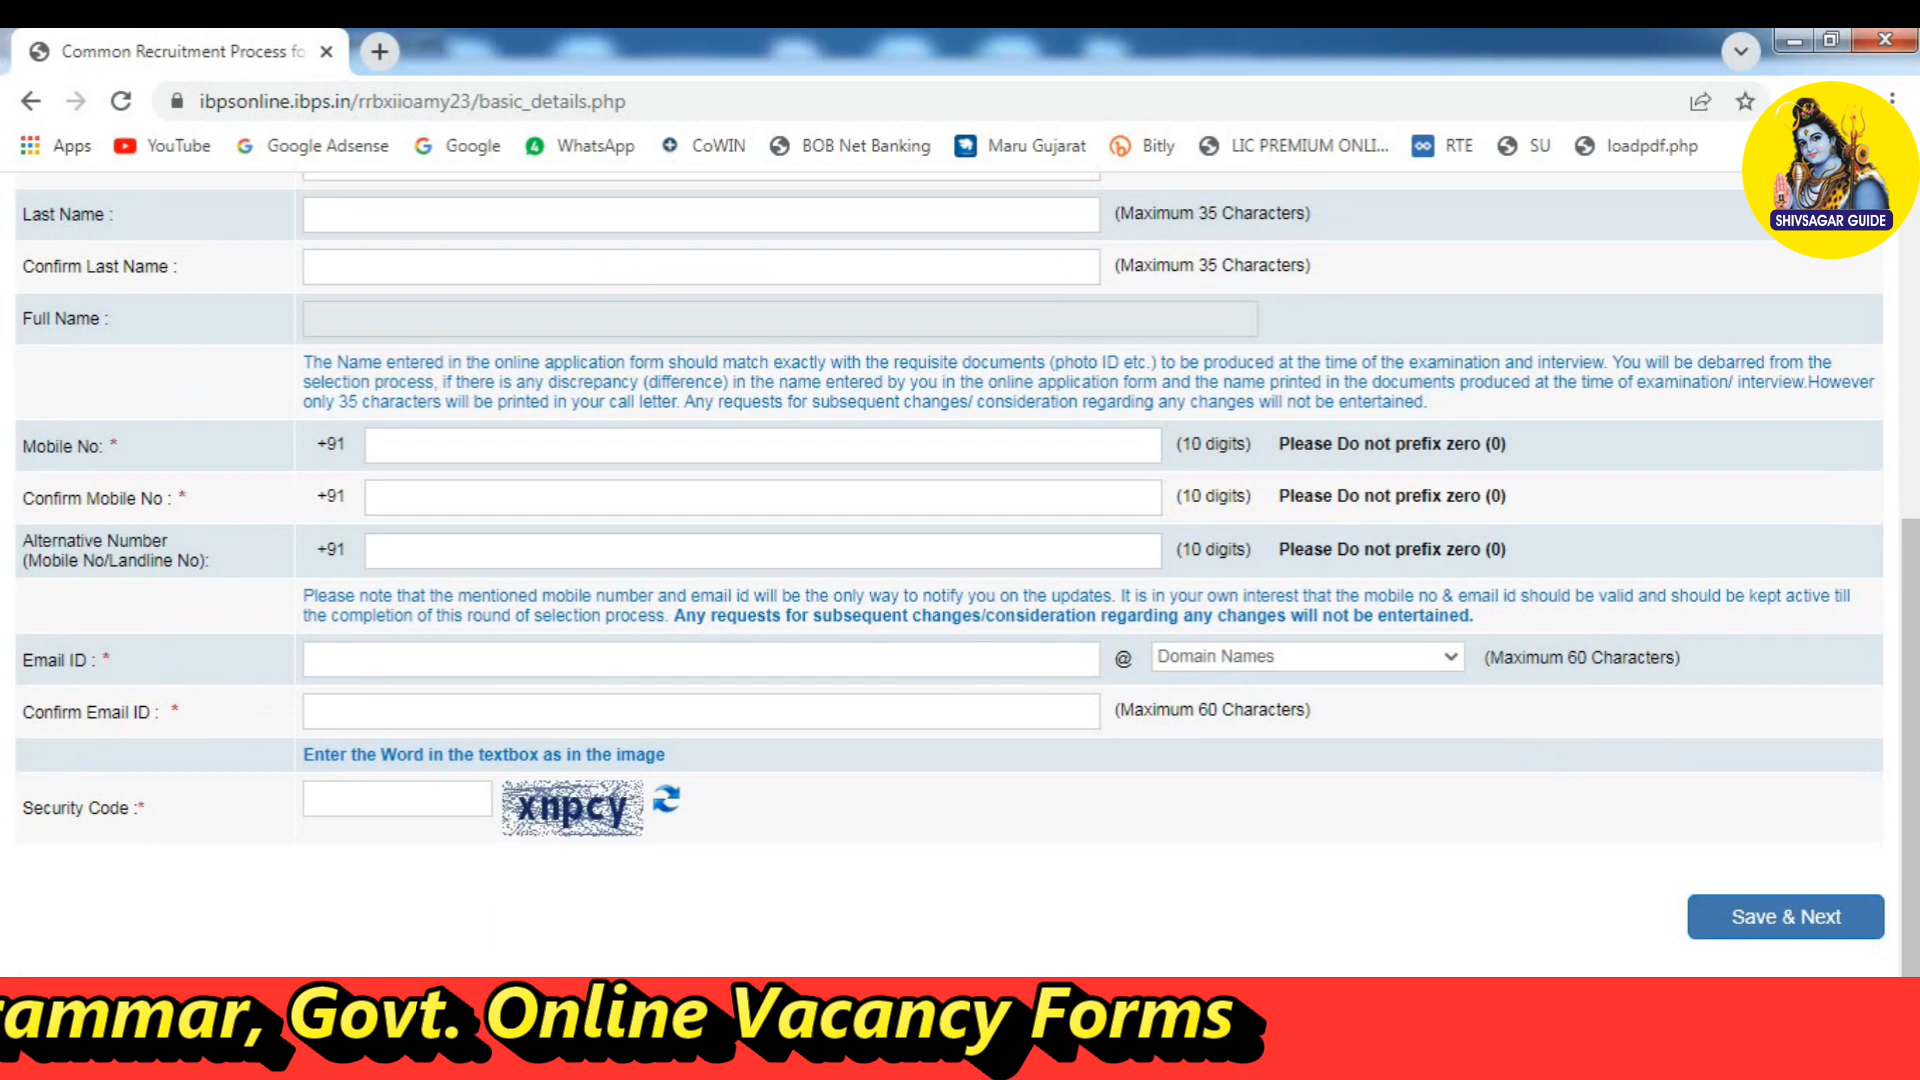 Common Recruitment Process fo
ibpsonline.ibps.in/rrbxiioamy23/basic_details.php
Apps YouTube Google Adsense Google WhatsApp CoWIN BOB Net Banking Maru Gujarat Bitly LIC PREMIUM ONLI... RTE SU loadpdf.php
SHIVSAGAR GUIDE
Last Name : (Maximum 35 Characters)
Confirm Last Name : (Maximum 35 Characters)
Full Name :
The Name entered in the online application form should match exactly with the requisite documents (photo ID etc.) to be produced at the time of the examination and interview. You will be debarred from the
selection process, if there is any discrepancy (difference) in the name entered by you in the online application form and the name printed in the documents produced at the time of examination/ interview.However
only 35 characters will be printed in your call letter. Any requests for subsequent changes/ consideration regarding any changes will not be entertained.
Mobile No: * +91 (10 digits) Please Do not prefix zero (0)
Confirm Mobile No : * +91 (10 digits) Please Do not prefix zero (0)
Alternative Number
(Mobile No/Landline No): +91 (10 digits) Please Do not prefix zero (0)
Please note that the mentioned mobile number and email id will be the only way to notify you on the updates. It is in your own interest that the mobile no & email id should be valid and should be kept active till
the completion of this round of selection process. Any requests for subsequent changes/consideration regarding any changes will not be entertained.
Email ID : * @ Domain Names (Maximum 60 Characters)
Confirm Email ID : * (Maximum 60 Characters)
Enter the Word in the textbox as in the image
Security Code :* xnpcy
Save & Next
rammar, Govt. Online Vacancy Forms